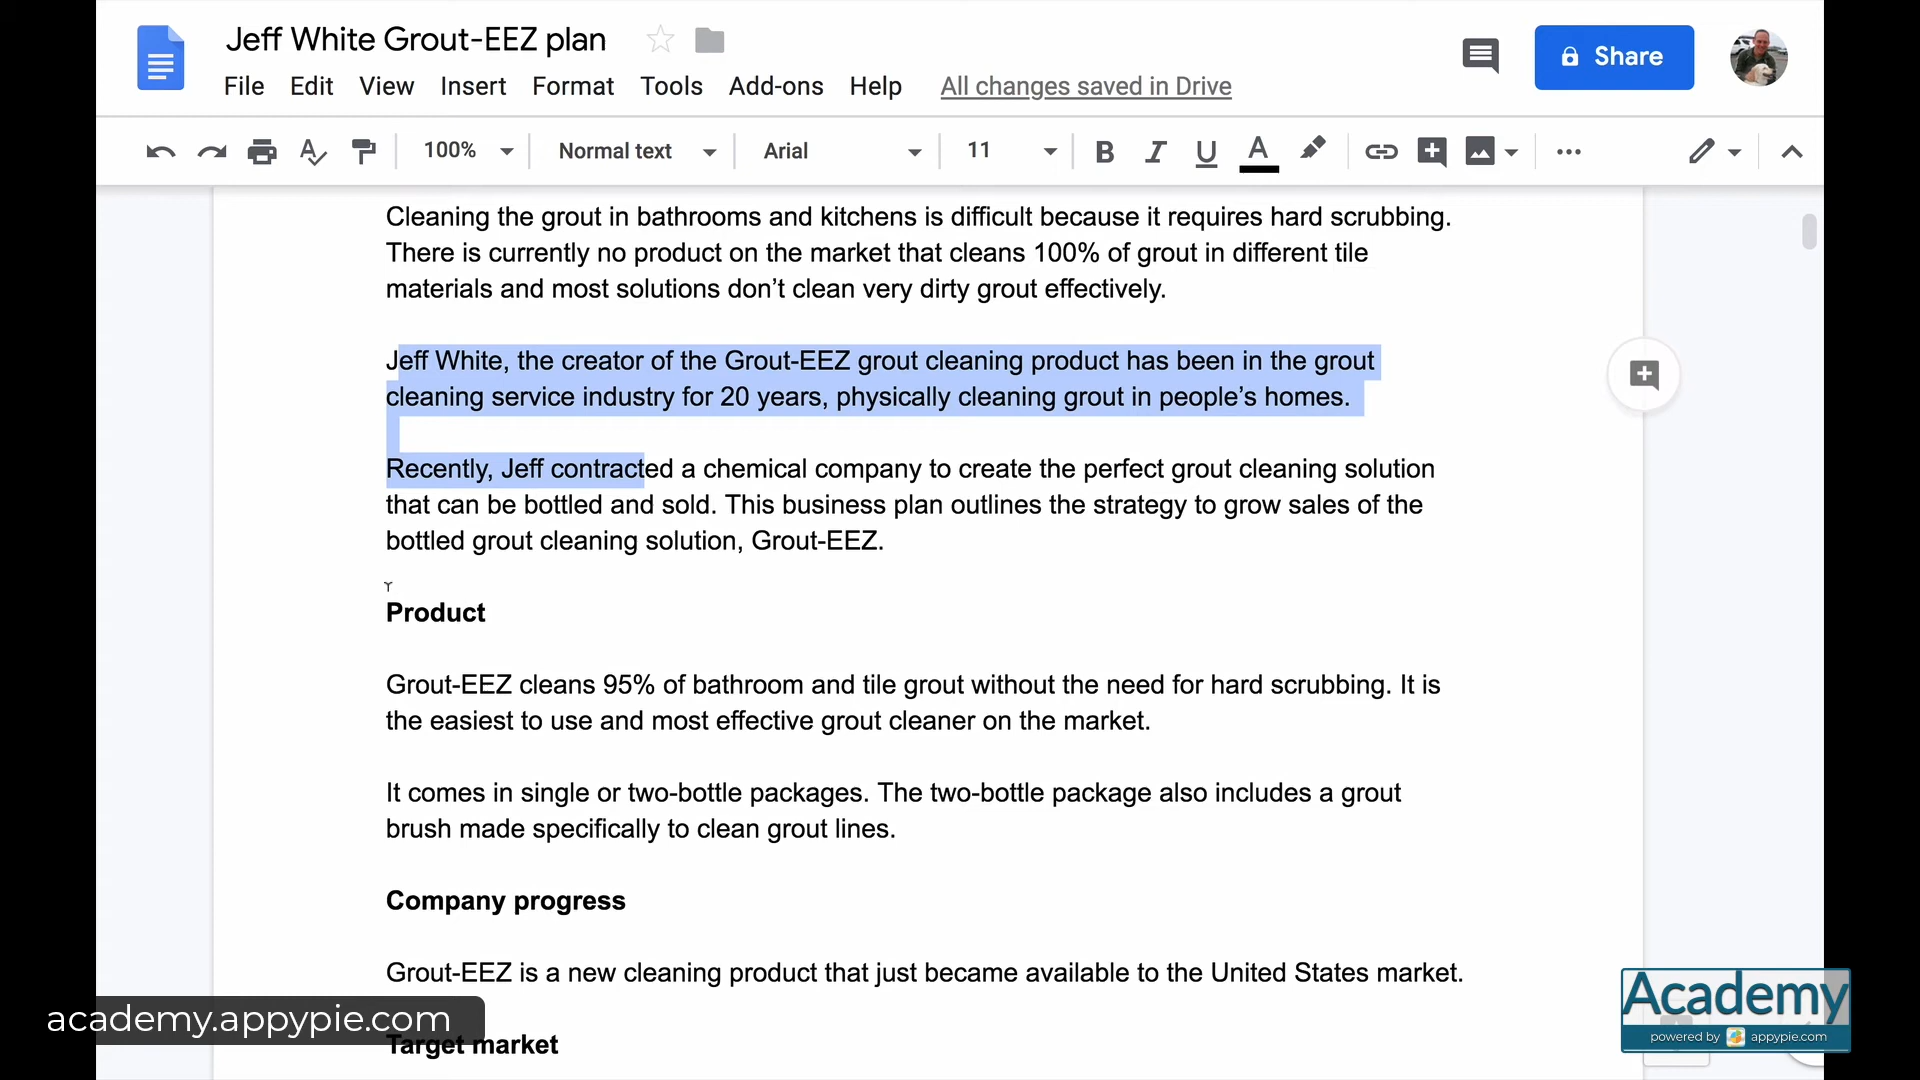 Jeff White Grout-EEZ plan
File Edit View Insert Format Tools Add-ons Help All changes saved in Drive
Share
100% Normal text Arial 11 B I U A
Cleaning the grout in bathrooms and kitchens is difficult because it requires hard scrubbing.
There is currently no product on the market that cleans 100% of grout in different tile
materials and most solutions don’t clean very dirty grout effectively.
Jeff White, the creator of the Grout-EEZ grout cleaning product has been in the grout
cleaning service industry for 20 years, physically cleaning grout in people’s homes.
Recently, Jeff contracted a chemical company to create the perfect grout cleaning solution
that can be bottled and sold. This business plan outlines the strategy to grow sales of the
bottled grout cleaning solution, Grout-EEZ.
Product
Grout-EEZ cleans 95% of bathroom and tile grout without the need for hard scrubbing. It is
the easiest to use and most effective grout cleaner on the market.
It comes in single or two-bottle packages. The two-bottle package also includes a grout
brush made specifically to clean grout lines.
Company progress
Grout-EEZ is a new cleaning product that just became available to the United States market.
Target market
academy.appypie.com
Academy
powered by appypie.com